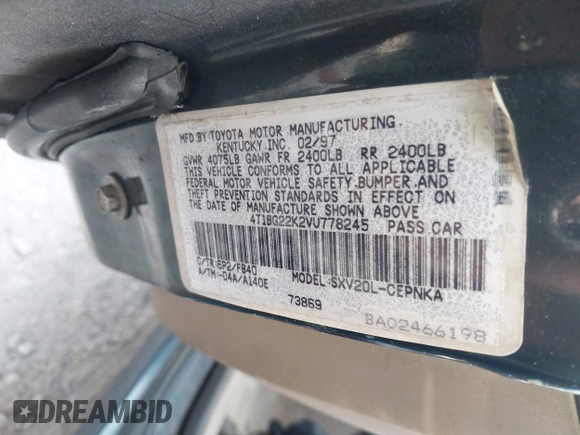 MFD.BY:TOYOTA MOTOR MANUFACTURING
KENTUCKY,INC. 02/97
GVWR 4075LB GAWR FR 2400LB RR 2400LB
THIS VEHICLE CONFORMS TO ALL APPLICABLE
FEDERAL MOTOR VEHICLE SAFETY,BUMPER,AND
THEFT PREVENTION STANDARDS IN EFFECT ON
THE DATE OF MANUFACTURE SHOWN ABOVE
4T1BG22K2VU778245 PASS.CAR
C/TR:6P2/FB40
A/TM:-04A/A140E
MODEL:SXV20L-CEPNKA
73869
BA02466198
DREAMBID